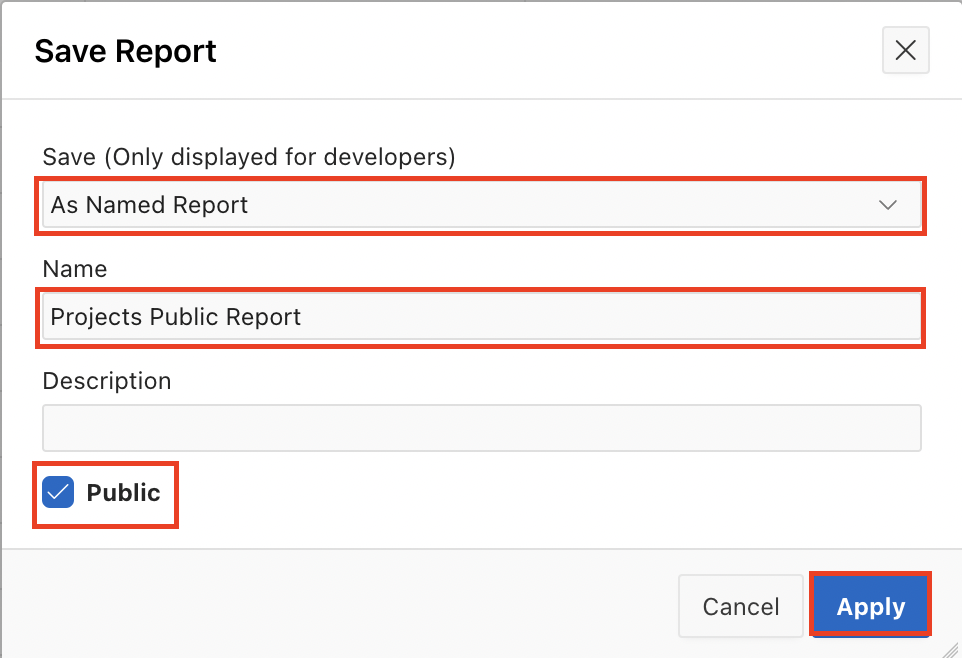 Save Report
Save (Only displayed for developers)
As Named Report
Name
Projects Public Report
Description
Public
Cancel
Apply